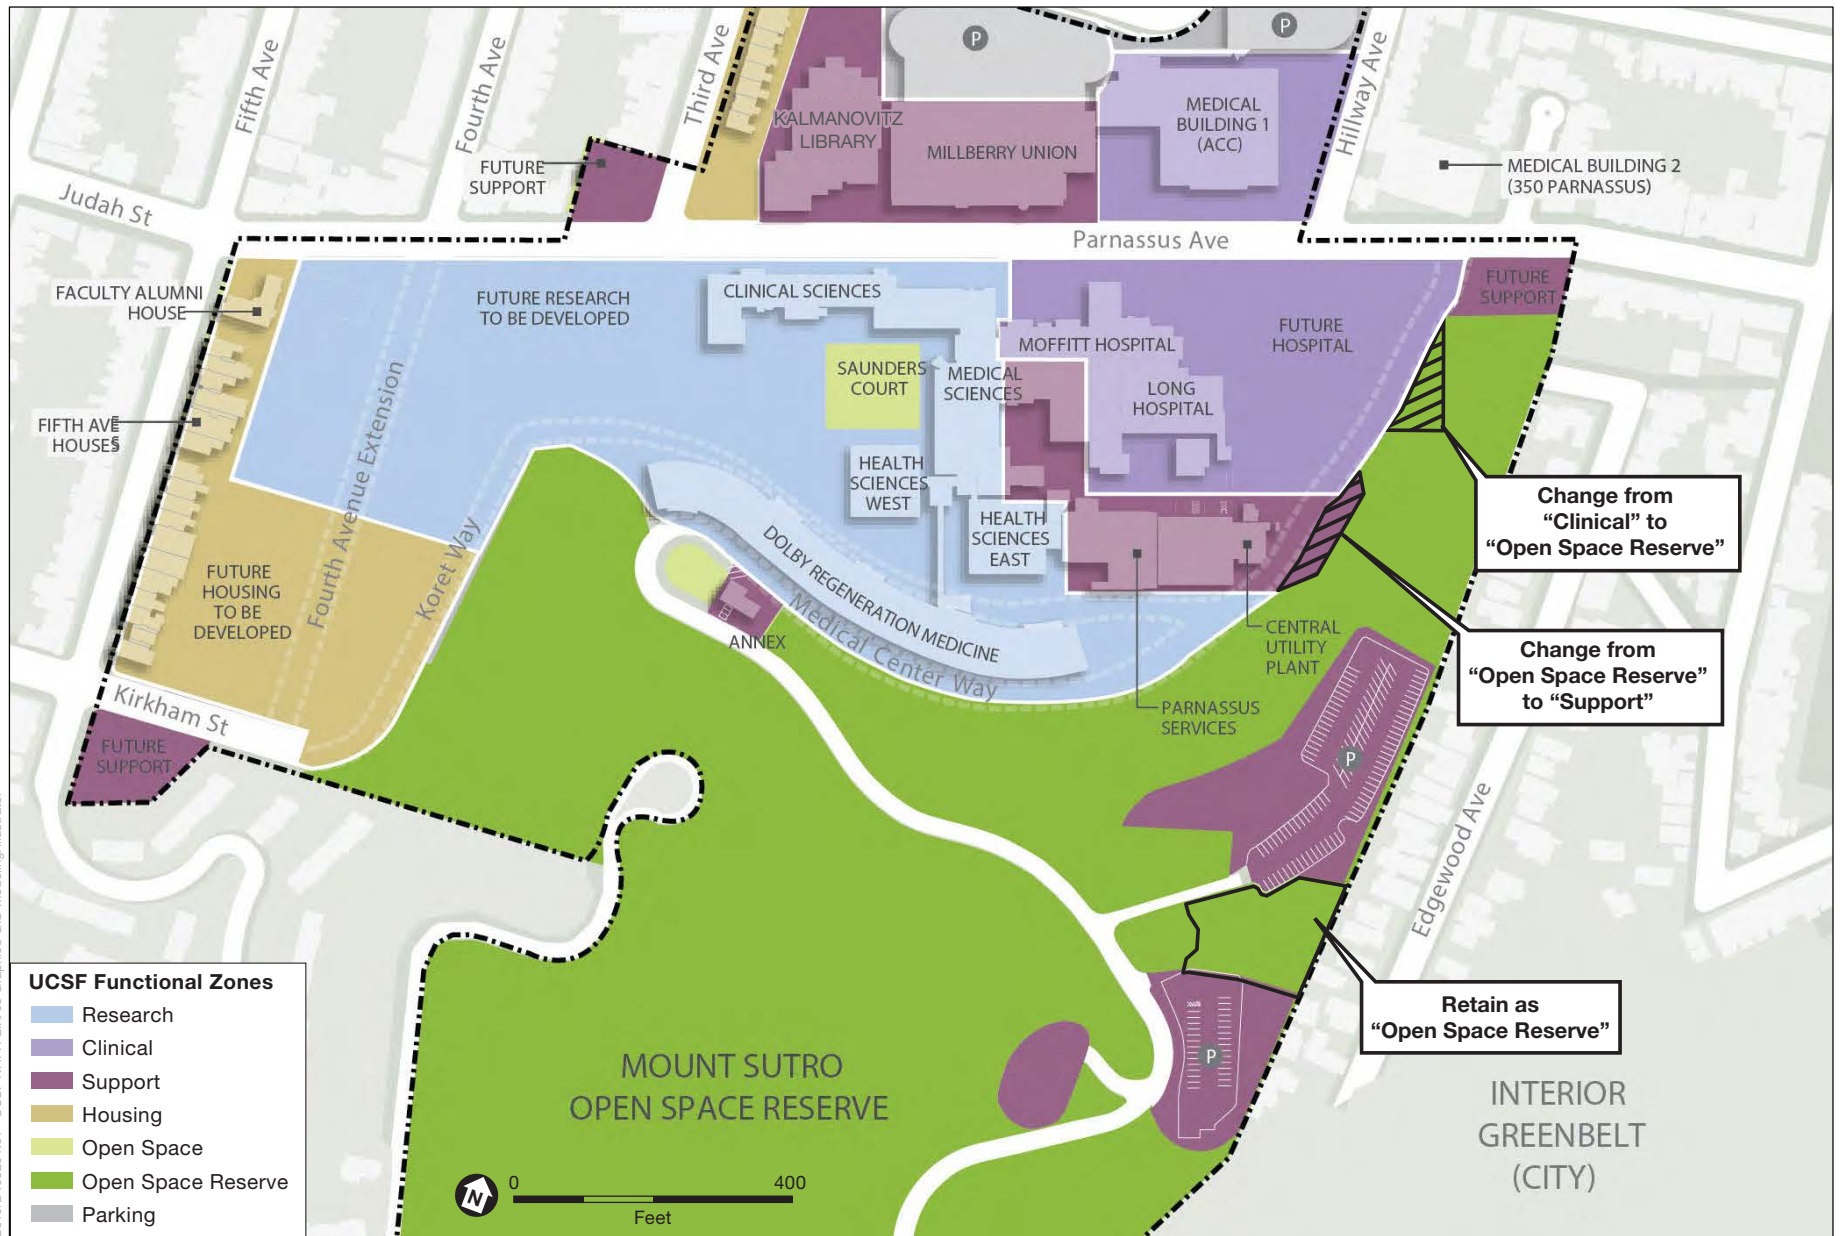 Fifth Ave
Fourth Ave
Third Ave
P
P
Hillway Ave
KALMANOVITZ
LIBRARY
MILLBERRY UNION
MEDICAL
BUILDING 1
(ACC)
FUTURE
SUPPORT
MEDICAL BUILDING 2
(350 PARNASSUS)
Judah St
Parnassus Ave
FACULTY ALUMNI
HOUSE
FUTURE RESEARCH
TO BE DEVELOPED
CLINICAL SCIENCES
FUTURE
SUPPORT
FUTURE
HOSPITAL
MOFFITT HOSPITAL
SAUNDERS
COURT
MEDICAL
SCIENCES
LONG
HOSPITAL
FIFTH AVE
HOUSES
Fourth Avenue Extension
Koret Way
HEALTH
SCIENCES
WEST
HEALTH
SCIENCES
EAST
DOLBY REGENERATION MEDICINE
Medical Center Way
Change from
“Clinical” to
“Open Space Reserve”
FUTURE
HOUSING
TO BE
DEVELOPED
ANNEX
CENTRAL
UTILITY
PLANT
Change from
“Open Space Reserve”
to “Support”
PARNASSUS
SERVICES
Kirkham St
FUTURE
SUPPORT
P
Edgewood Ave
Retain as
“Open Space Reserve”
P
MOUNT SUTRO
OPEN SPACE RESERVE
INTERIOR
GREENBELT
(CITY)
UCSF Functional Zones
Research
Clinical
Support
Housing
Open Space
Open Space Reserve
Parking
N
0
400
Feet